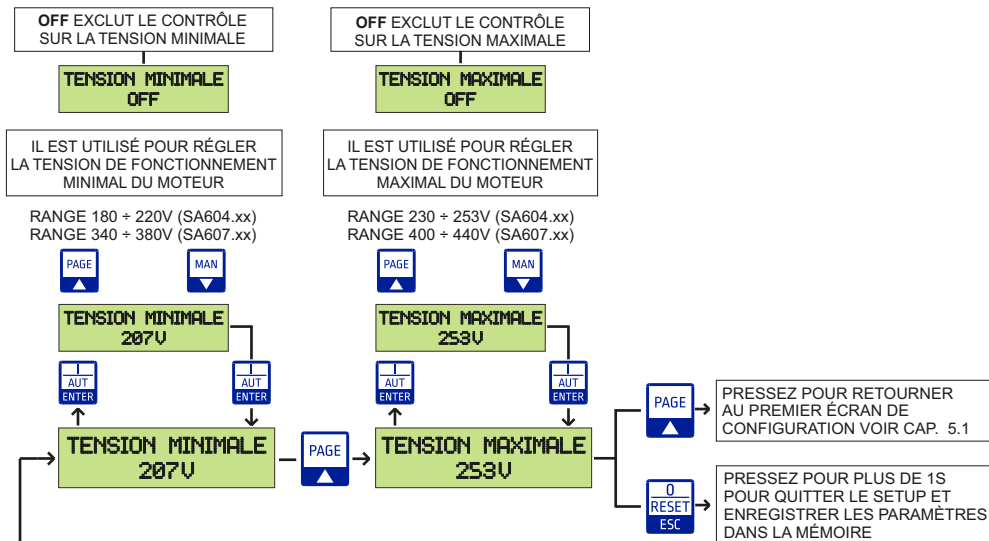 OFF EXCLUT LE CONTRÔLE
SUR LA TENSION MINIMALE
TENSION MINIMALE
OFF
IL EST UTILISÉ POUR RÉGLER
LA TENSION DE FONCTIONNEMENT
MINIMAL DU MOTEUR
RANGE 180 ÷ 220V (SA604.xx)
RANGE 340 ÷ 380V (SA607.xx)
PAGE
MAN
TENSION MINIMALE
207V
I
AUT
ENTER
I
AUT
ENTER
TENSION MINIMALE
207V
PAGE
OFF EXCLUT LE CONTRÔLE
SUR LA TENSION MAXIMALE
TENSION MAXIMALE
OFF
IL EST UTILISÉ POUR RÉGLER
LA TENSION DE FONCTIONNEMENT
MAXIMAL DU MOTEUR
RANGE 230 ÷ 253V (SA604.xx)
RANGE 400 ÷ 440V (SA607.xx)
PAGE
MAN
TENSION MAXIMALE
253V
I
AUT
ENTER
I
AUT
ENTER
TENSION MAXIMALE
253V
PAGE
PRESSEZ POUR RETOURNER
AU PREMIER ÉCRAN DE
CONFIGURATION VOIR CAP. 5.1
0
RESET
ESC
PRESSEZ POUR PLUS DE 1S
POUR QUITTER LE SETUP ET
ENREGISTRER LES PARAMÈTRES
DANS LA MÉMOIRE